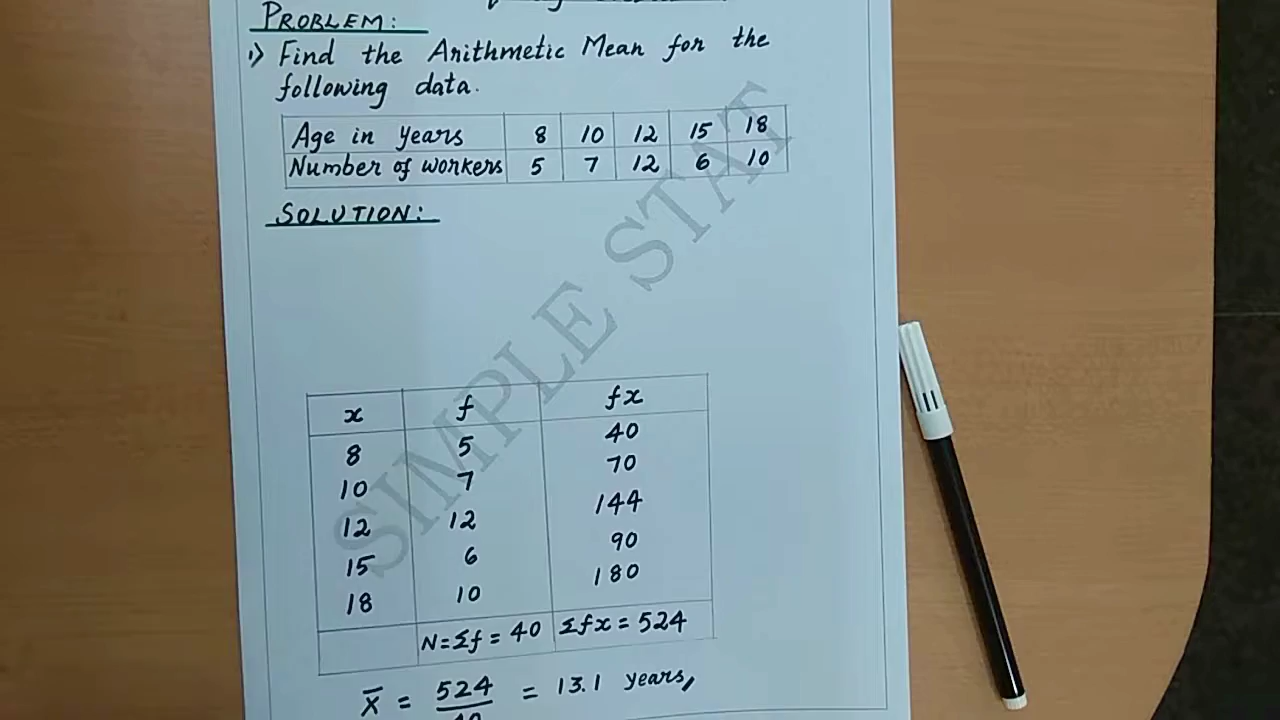 PROBLEM:
1) Find the Arithmetic Mean for the
following data.
Age in years 8 10 12 15 18
Number of workers 5 7 12 6 10
SOLUTION:
SIMPLE STAT
x f fx
8 5 40
10 7 70
12 12 144
15 6 90
18 10 180
N=Σf = 40 Σfx = 524
X̄ = 524 = 13.1 years,